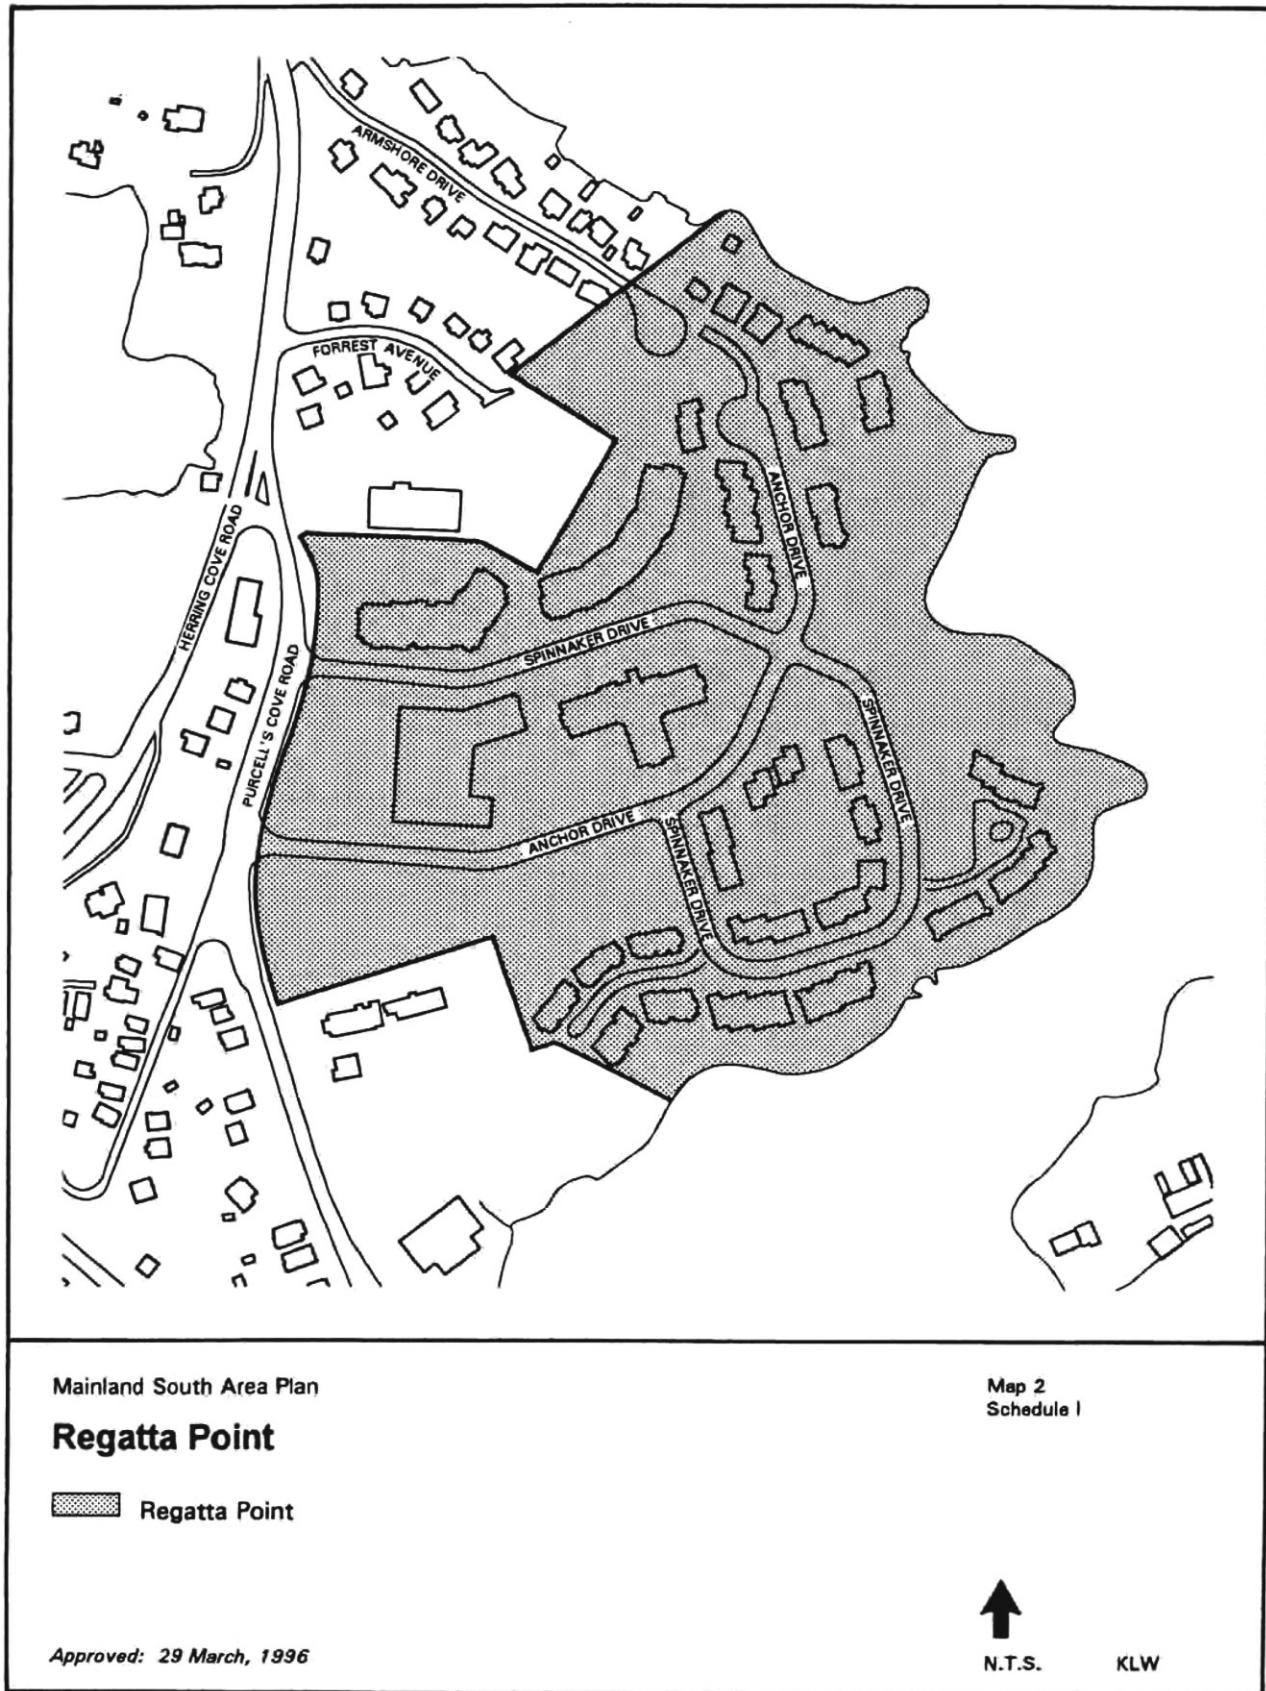 ARMSHORE DRIVE
FORREST AVENUE
HERRING COVE ROAD
ANCHOR DRIVE
SPINNAKER DRIVE
PURCELL'S COVE ROAD
SPINNAKER DRIVE
ANCHOR DRIVE
SPINNAKER DRIVE
Mainland South Area Plan
Map 2
Schedule I
Regatta Point
Regatta Point
Approved: 29 March, 1996
N.T.S.
KLW